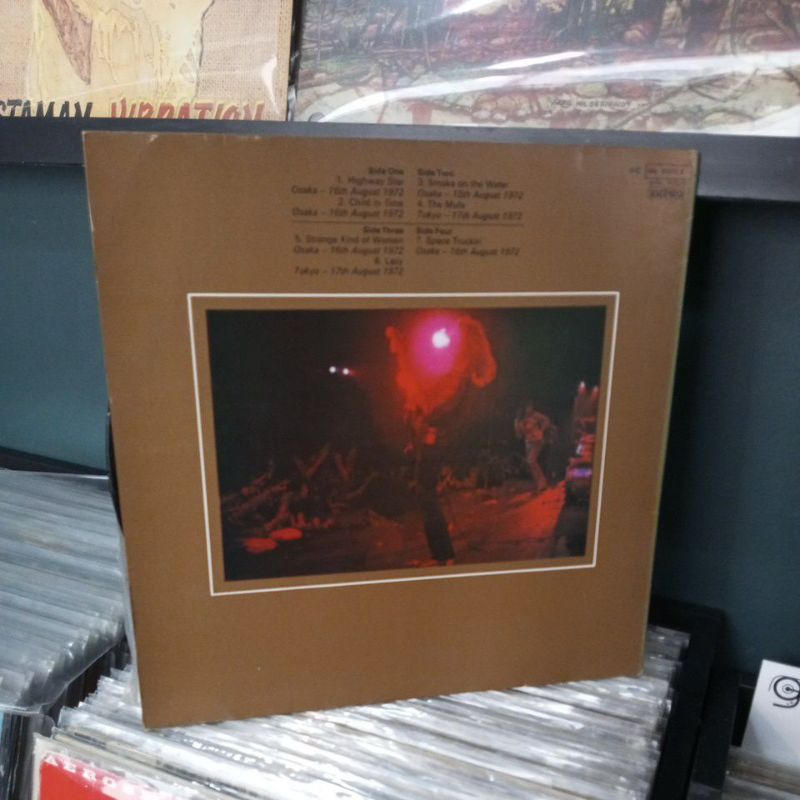 STAMAN VIBRATION
Side One
1. Highway Star
Osaka – 16th August 1972
2. Child in Time
Osaka – 16th August 1972
Side Two
3. Smoke on the Water
Osaka – 15th August 1972
4. The Mule
Tokyo – 17th August 1972
Side Three
5. Strange Kind of Woman
Osaka – 16th August 1972
6. Lazy
Tokyo – 17th August 1972
Side Four
7. Space Truckin'
Osaka – 16th August 1972
AEROS